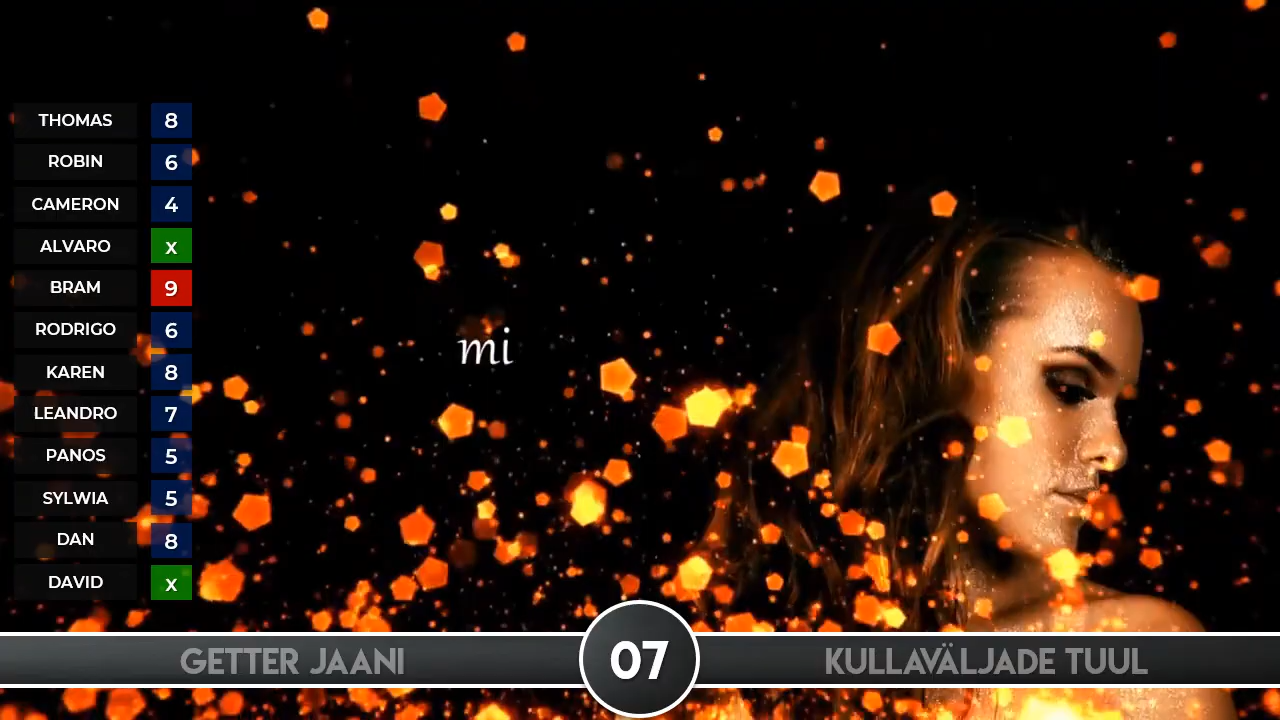 THOMAS 8
ROBIN 6
CAMERON 4
ALVARO x
BRAM 9
RODRIGO 6
KAREN 8
LEANDRO 7
PANOS 5
SYLWIA 5
DAN 8
DAVID x
mi
GETTER JAANI 07 KULLAVÄLJADE TUUL